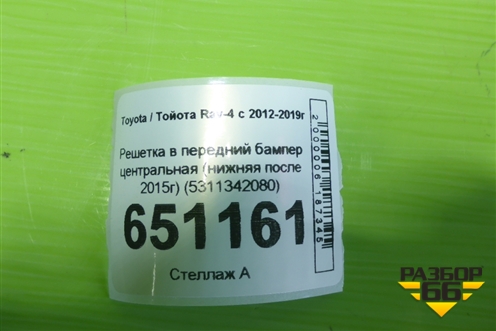 Toyota / Тойота Rav-4 с 2012-2019г
Решетка в передний бампер
центральная (нижняя после
2015г) (5311342080)
651161
Стеллаж А
2000006187345
РАЗБОР
66